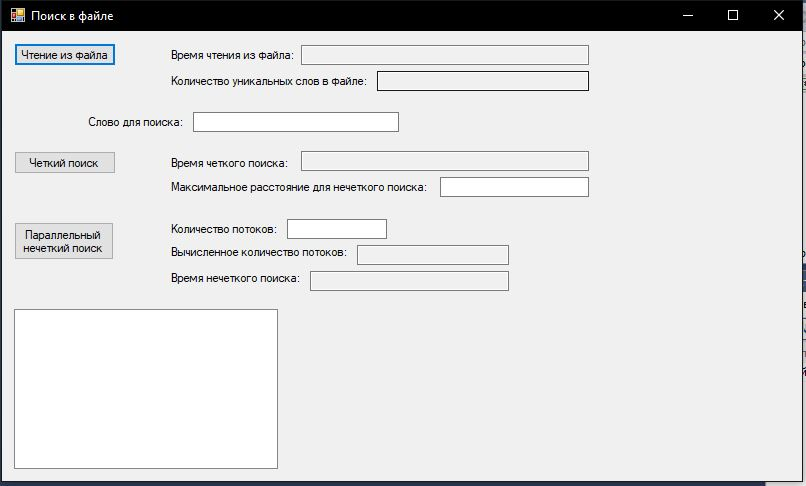 Поиск в файле
Чтение из файла
Время чтения из файла:
Количество уникальных слов в файле:
Слово для поиска:
Четкий поиск
Время четкого поиска:
Максимальное расстояние для нечеткого поиска:
Параллельный
нечеткий поиск
Количество потоков:
Вычисленное количество потоков:
Время нечеткого поиска: